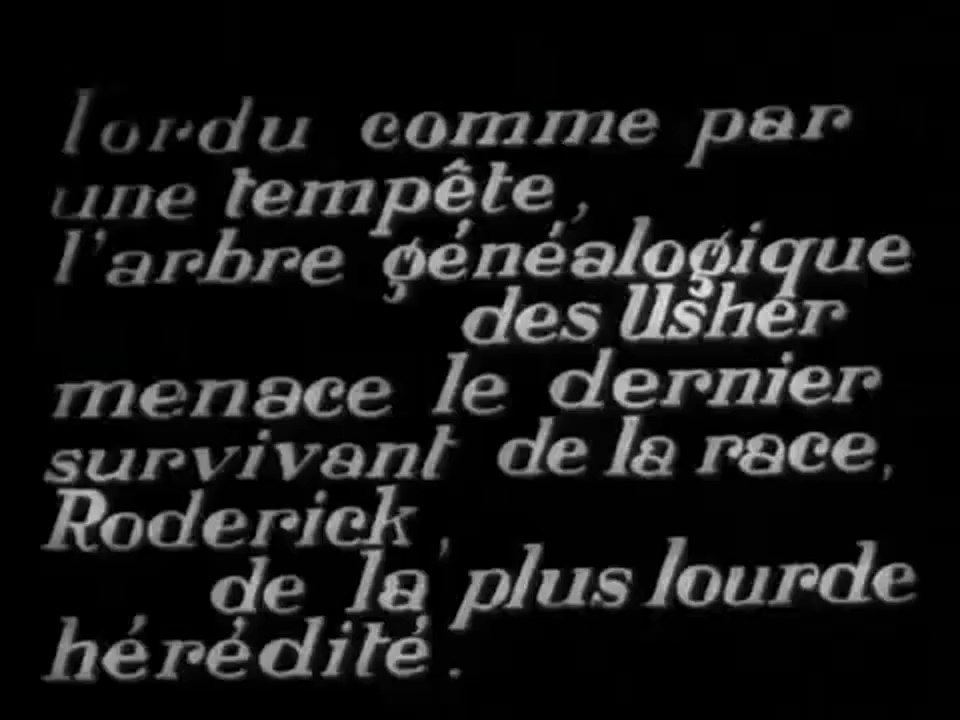 Tordu comme par
une tempête,
l'arbre généalogique
des Usher
menace le dernier
survivant de la race,
Roderick,
de la plus lourde
hérédité.